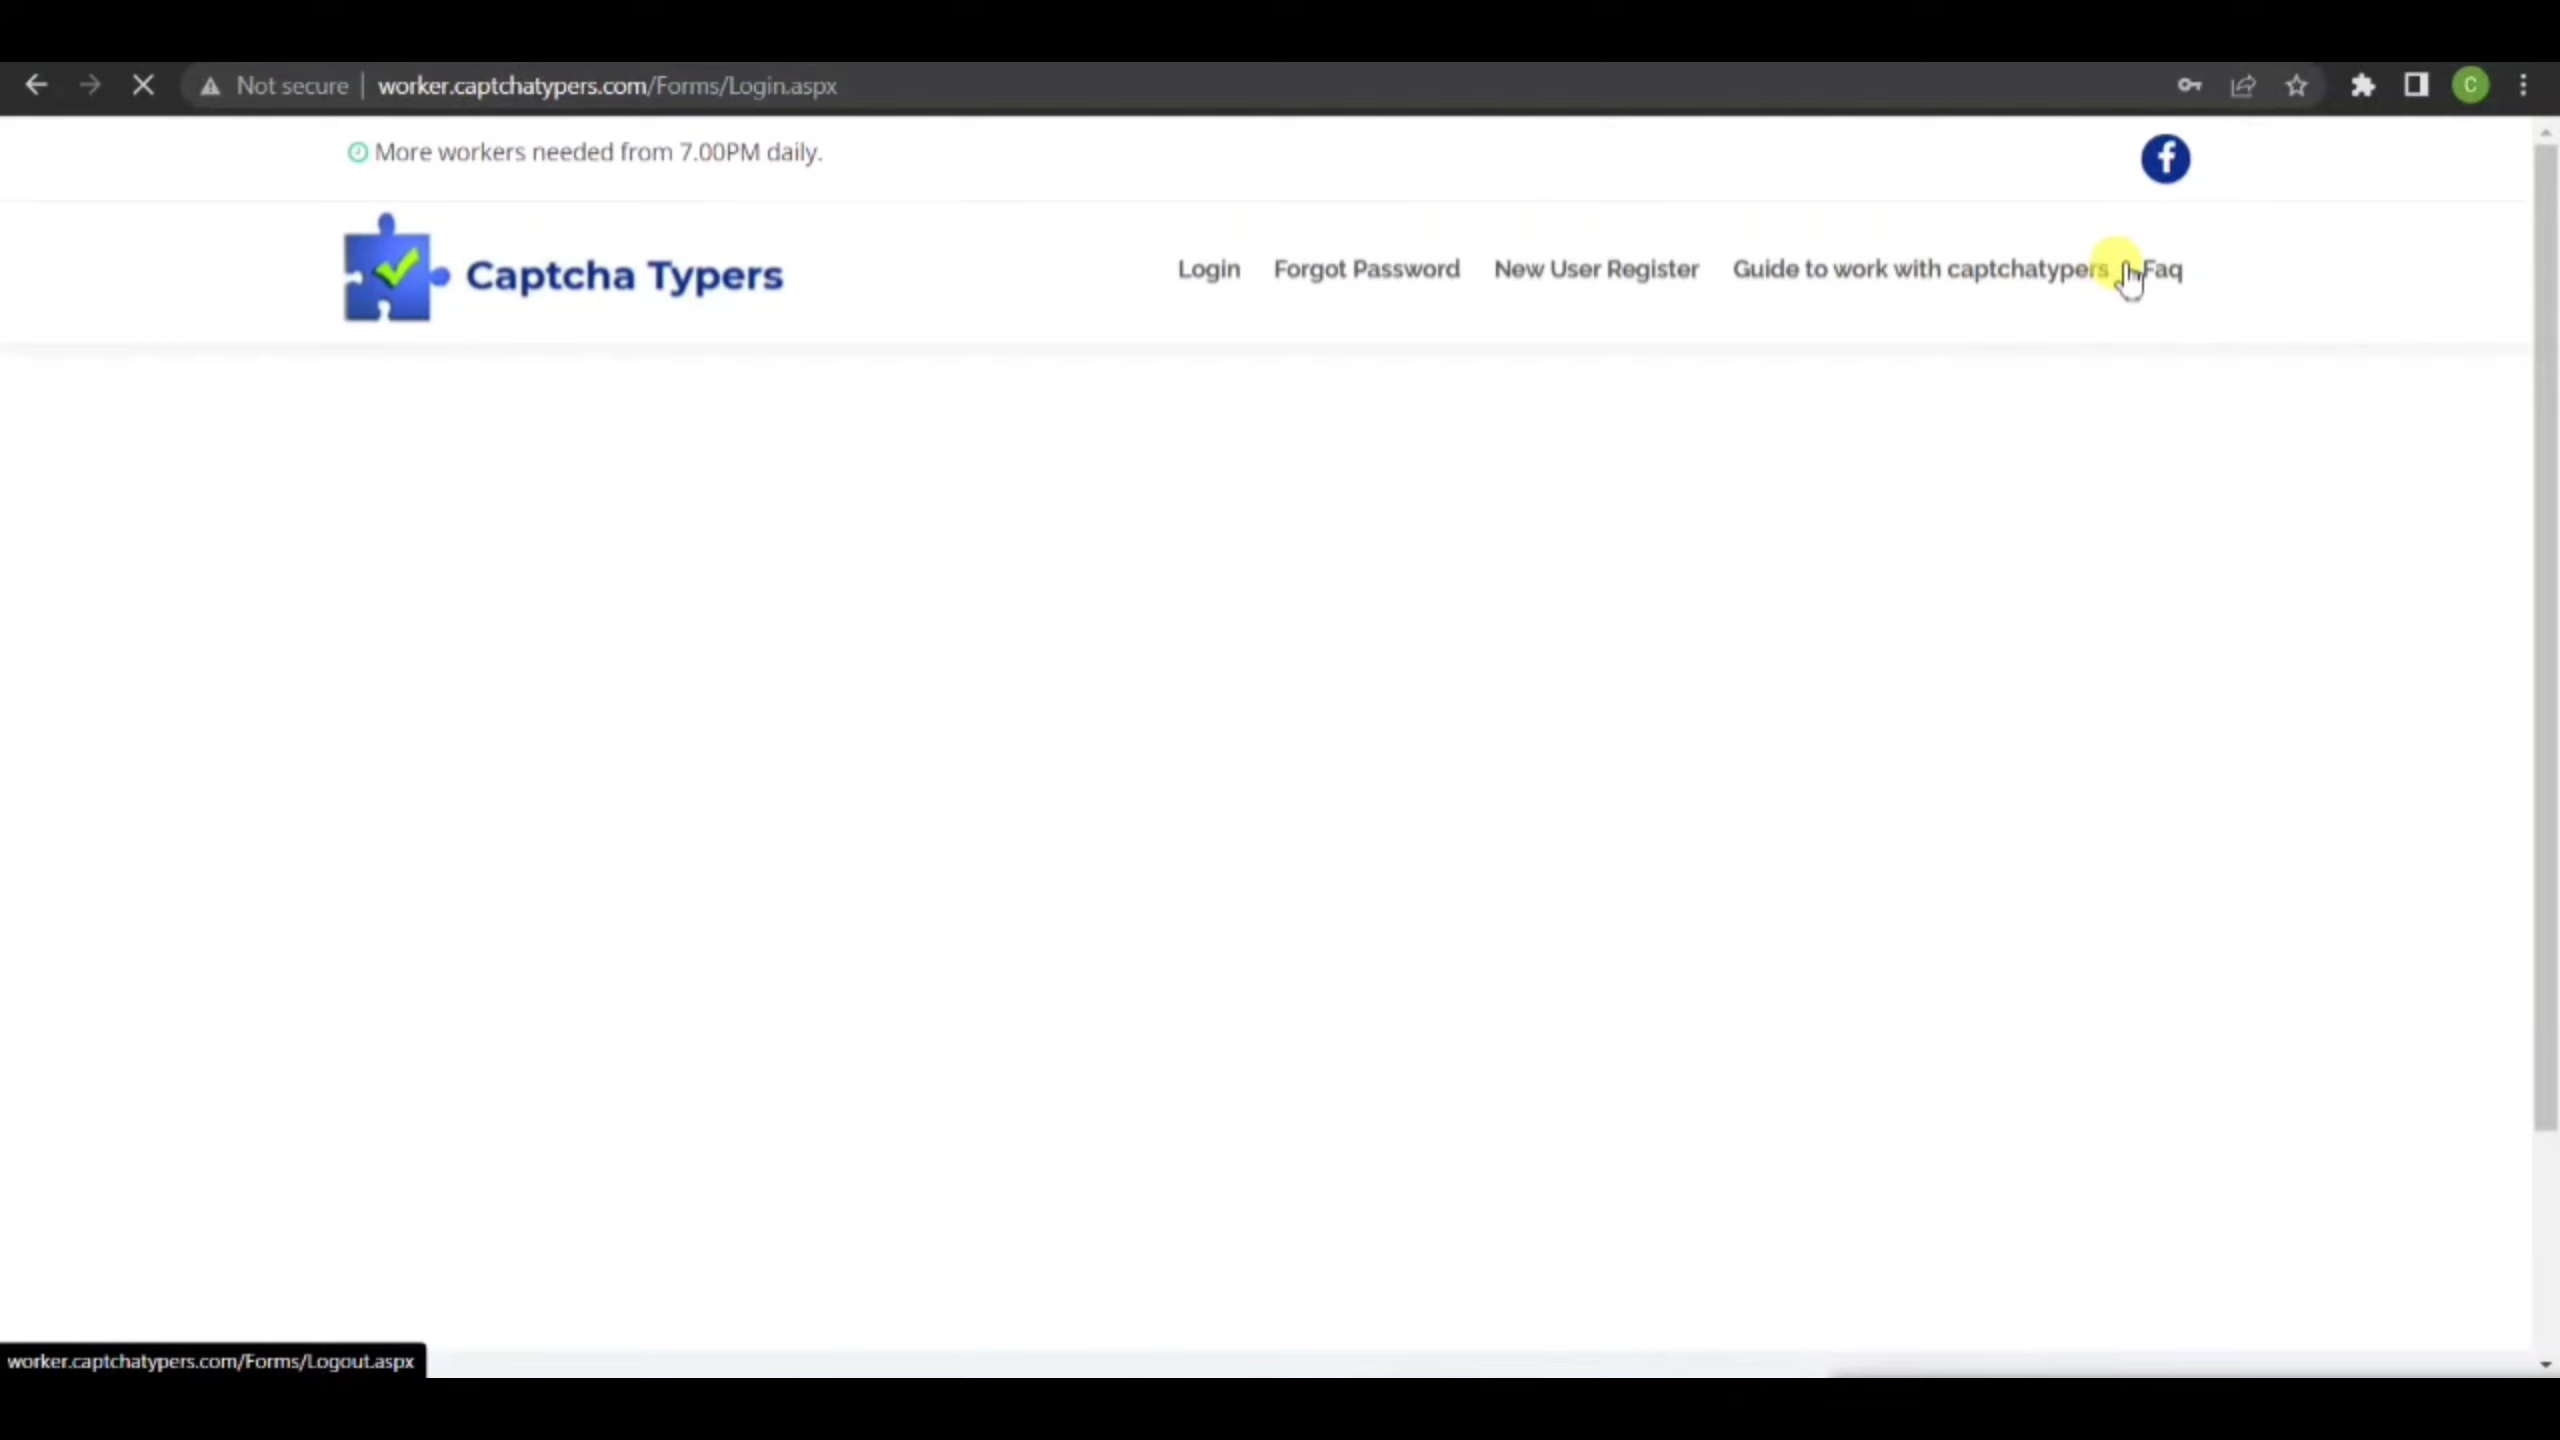 Not secure | worker.captchatypers.com/Forms/Login.aspx
C
More workers needed from 7.00PM daily.
f
Captcha Typers
Login Forgot Password New User Register Guide to work with captchatypers Faq
worker.captchatypers.com/Forms/Logout.aspx